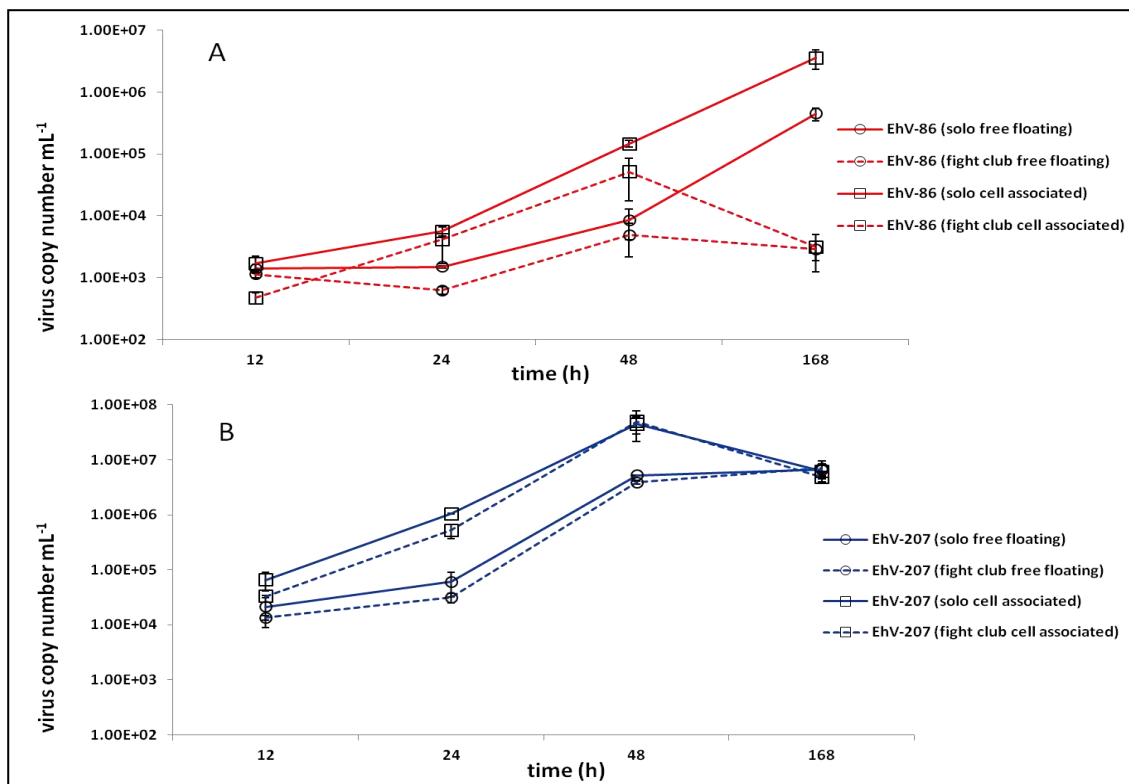 A
virus copy number mL-1
1.00E+07
1.00E+06
1.00E+05
1.00E+04
1.00E+03
1.00E+02
12
24
48
168
time (h)
EhV-86 (solo free floating)
EhV-86 (fight club free floating)
EhV-86 (solo cell associated)
EhV-86 (fight club cell associated)
B
virus copy number mL-1
1.00E+08
1.00E+07
1.00E+06
1.00E+05
1.00E+04
1.00E+03
1.00E+02
12
24
48
168
time (h)
EhV-207 (solo free floating)
EhV-207 (fight club free floating)
EhV-207 (solo cell associated)
EhV-207 (fight club cell associated)